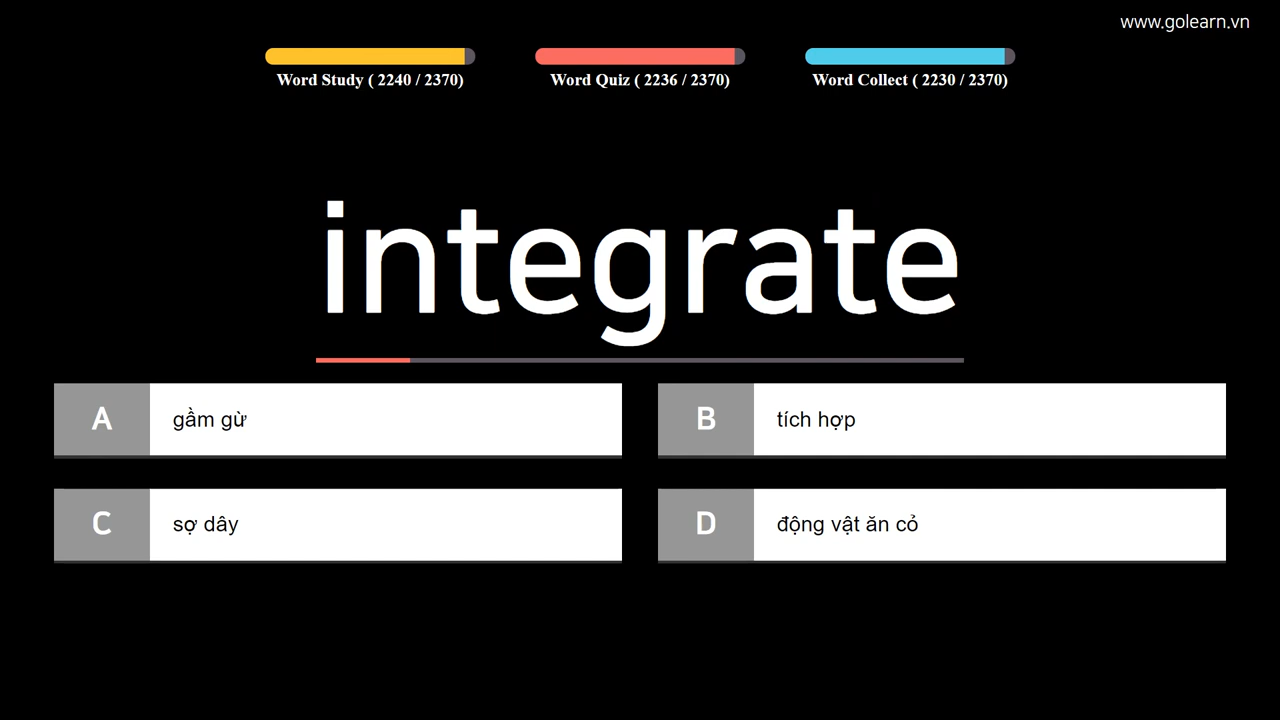 www.golearn.vn
Word Study ( 2240 / 2370)
Word Quiz ( 2236 / 2370)
Word Collect ( 2230 / 2370)
integrate
A gầm gừ
B tích hợp
C sợ dây
D động vật ăn cỏ